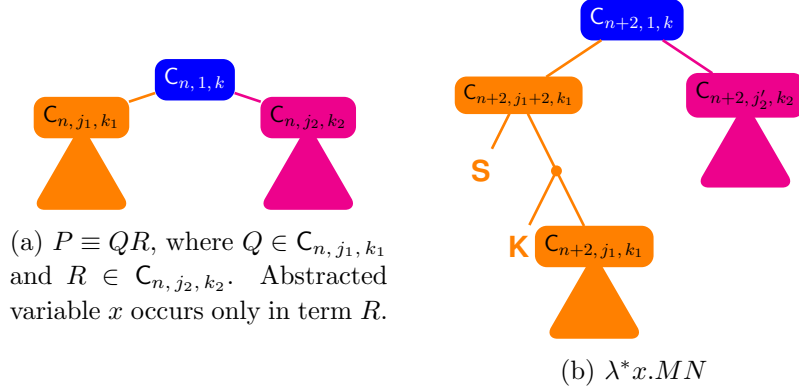 C_{n,1,k}
C_{n,j_1,k_1} C_{n,j_2,k_2}
(a) P ≡ QR, where Q ∈ C_{n,j_1,k_1}
and R ∈ C_{n,j_2,k_2}. Abstracted
variable x occurs only in term R.
C_{n+2,1,k}
C_{n+2,j_1+2,k_1} C_{n+2,j_2',k_2}
S
K C_{n+2,j_1,k_1}
(b) λ*x.MN